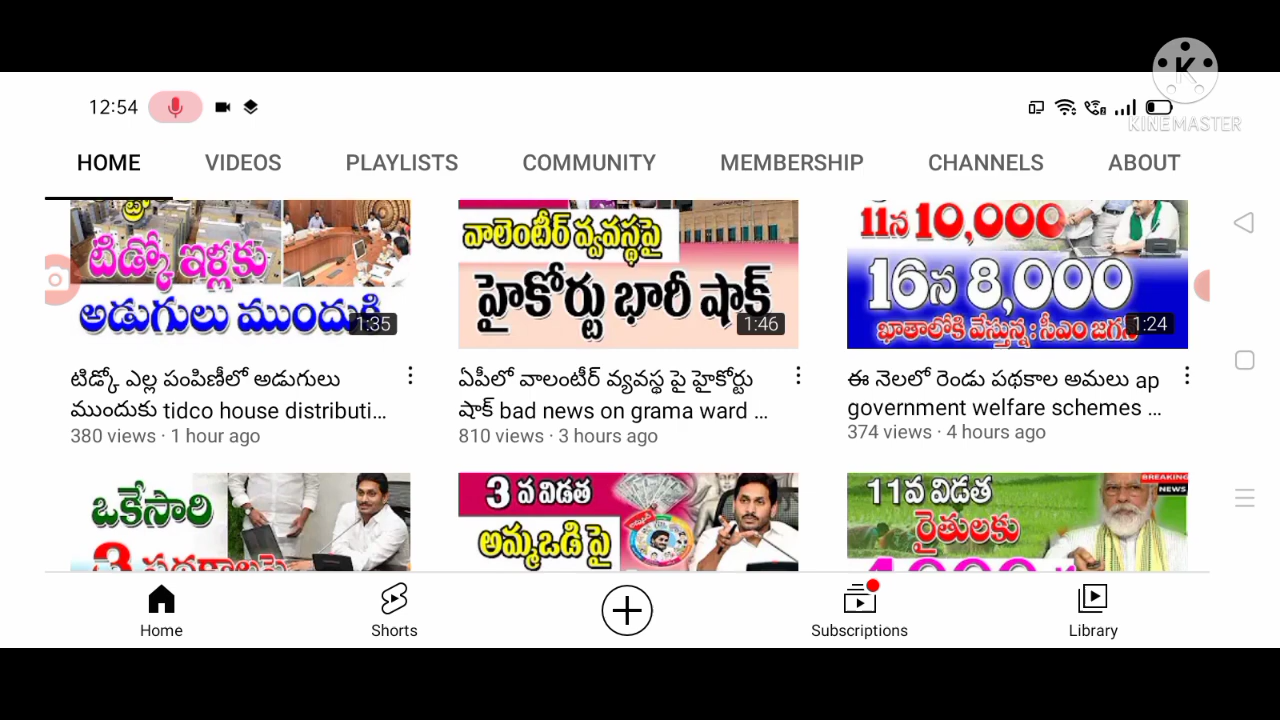 12:54
KINEMASTER
HOME VIDEOS PLAYLISTS COMMUNITY MEMBERSHIP CHANNELS ABOUT
టిడ్కో ఇళ్లకు
అడుగులు ముందుకి
1:35
వాలెంటీర్ వ్యవస్థపై
హైకోర్టు భారీ షాక్
1:46
11న 10,000
16న 8,000
ఖాతాలోకి వేస్తున్న: సీఎం జగన్
1:24
టిడ్కో ఎల్ల పంపిణీలో అడుగులు
ముందుకు tidco house distributi...
380 views · 1 hour ago
ఏపీలో వాలంటీర్ వ్యవస్థ పై హైకోర్టు
షాక్ bad news on grama ward ...
810 views · 3 hours ago
ఈ నెలలో రెండు పథకాల అమలు ap
government welfare schemes ...
374 views · 4 hours ago
ఒకేసారి
3 పథకాలపై
3 వ విడత
అమ్మఒడి పై
BREAKING
NEWS
11వ విడత
రైతులకు
Home Shorts Subscriptions Library